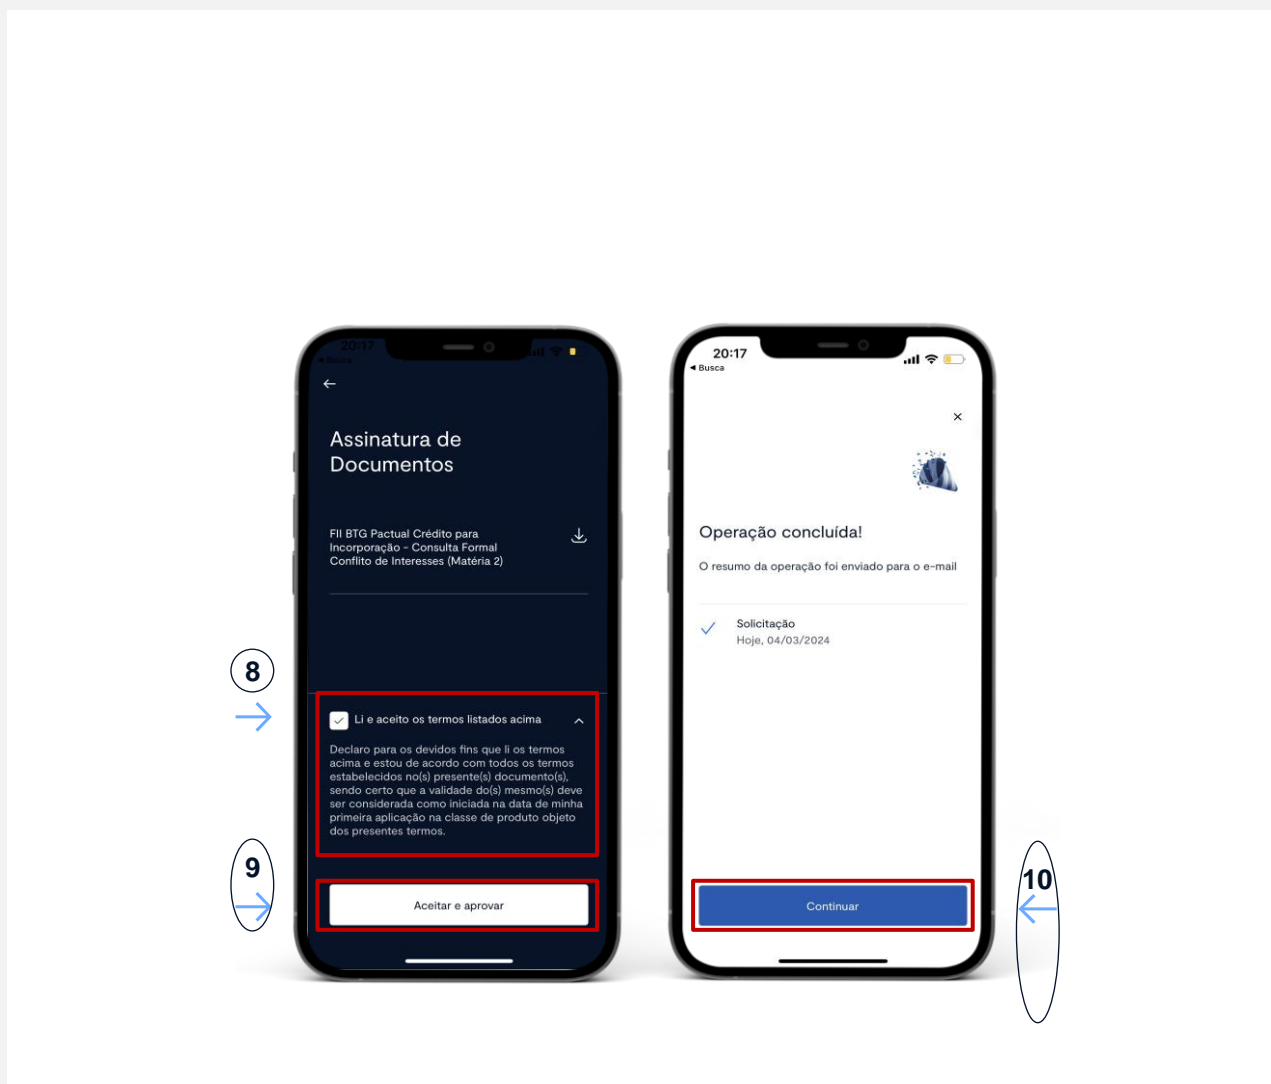 20:17
Busca
Assinatura de
Documentos
FII BTG Pactual Crédito para
Incorporação - Consulta Formal
Conflito de Interesses (Matéria 2)
8
Li e aceito os termos listados acima
Declaro para os devidos fins que li os termos
acima e estou de acordo com todos os termos
estabelecidos no(s) presente(s) documento(s),
sendo certo que a validade do(s) mesmo(s) deve
ser considerada como iniciada na data de minha
primeira aplicação na classe de produto objeto
dos presentes termos.
9
Aceitar e aprovar
20:17
Busca
Operação concluída!
O resumo da operação foi enviado para o e-mail
Solicitação
Hoje, 04/03/2024
Continuar
10